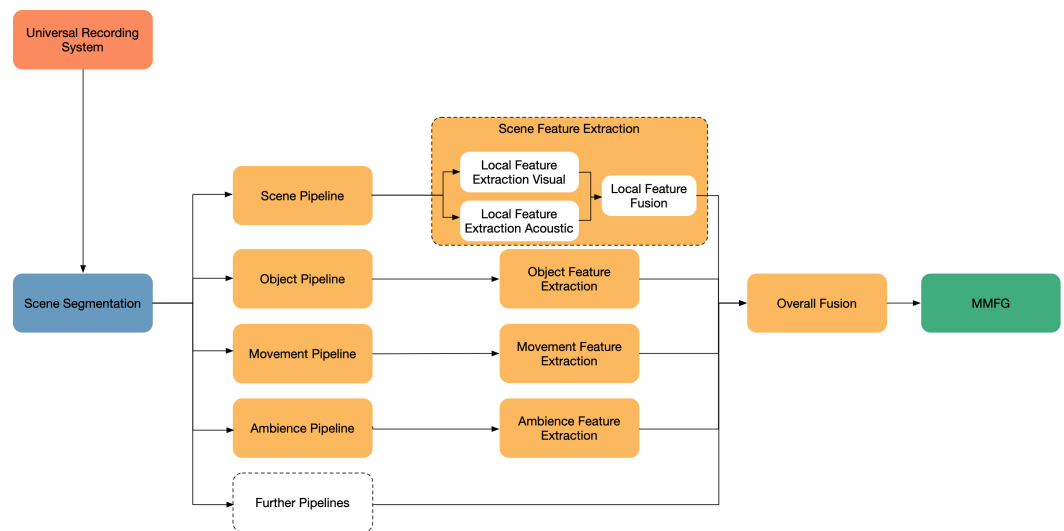 Universal Recording
System
Scene Feature Extraction
Local Feature
Extraction Visual
Scene Pipeline
Local Feature
Fusion
Local Feature
Extraction Acoustic
Scene Segmentation
Object Pipeline
Object Feature
Extraction
Overall Fusion
MMFG
Movement Pipeline
Movement Feature
Extraction
Ambience Pipeline
Ambience Feature
Extraction
Further Pipelines